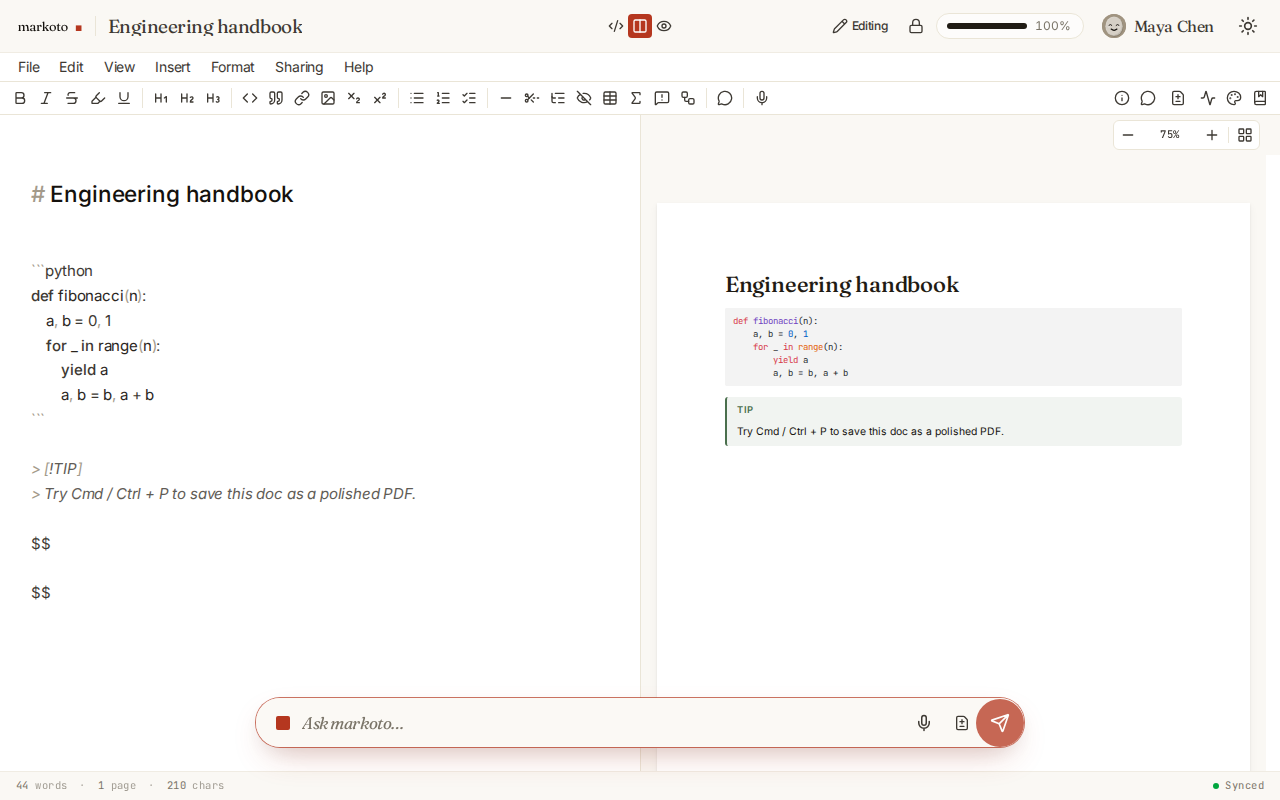 markoto
Engineering handbook
Editing
100%
Maya Chen
File Edit View Insert Format Sharing Help
H1 H2 H3
75%
# Engineering handbook
```python
def fibonacci(n):
a, b = 0, 1
for _ in range(n):
yield a
a, b = b, a + b
```
> [!TIP]
> Try Cmd / Ctrl + P to save this doc as a polished PDF.
$$
$$
Engineering handbook
def fibonacci(n):
a, b = 0, 1
for _ in range(n):
yield a
a, b = b, a + b
TIP
Try Cmd / Ctrl + P to save this doc as a polished PDF.
Ask markoto...
44 words · 1 page · 210 chars
Synced